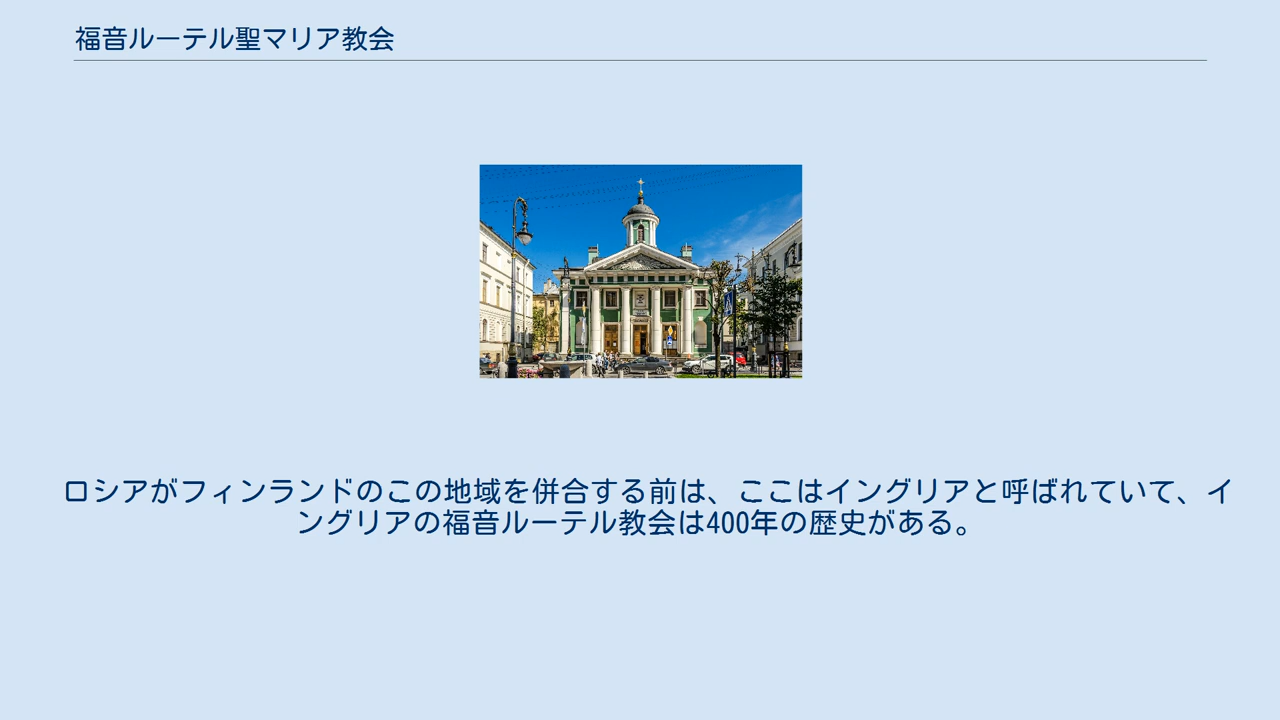 福音ルーテル聖マリア教会
ロシアがフィンランドのこの地域を併合する前は、ここはイングリアと呼ばれていて、イ
ングリアの福音ルーテル教会は400年の歴史がある。